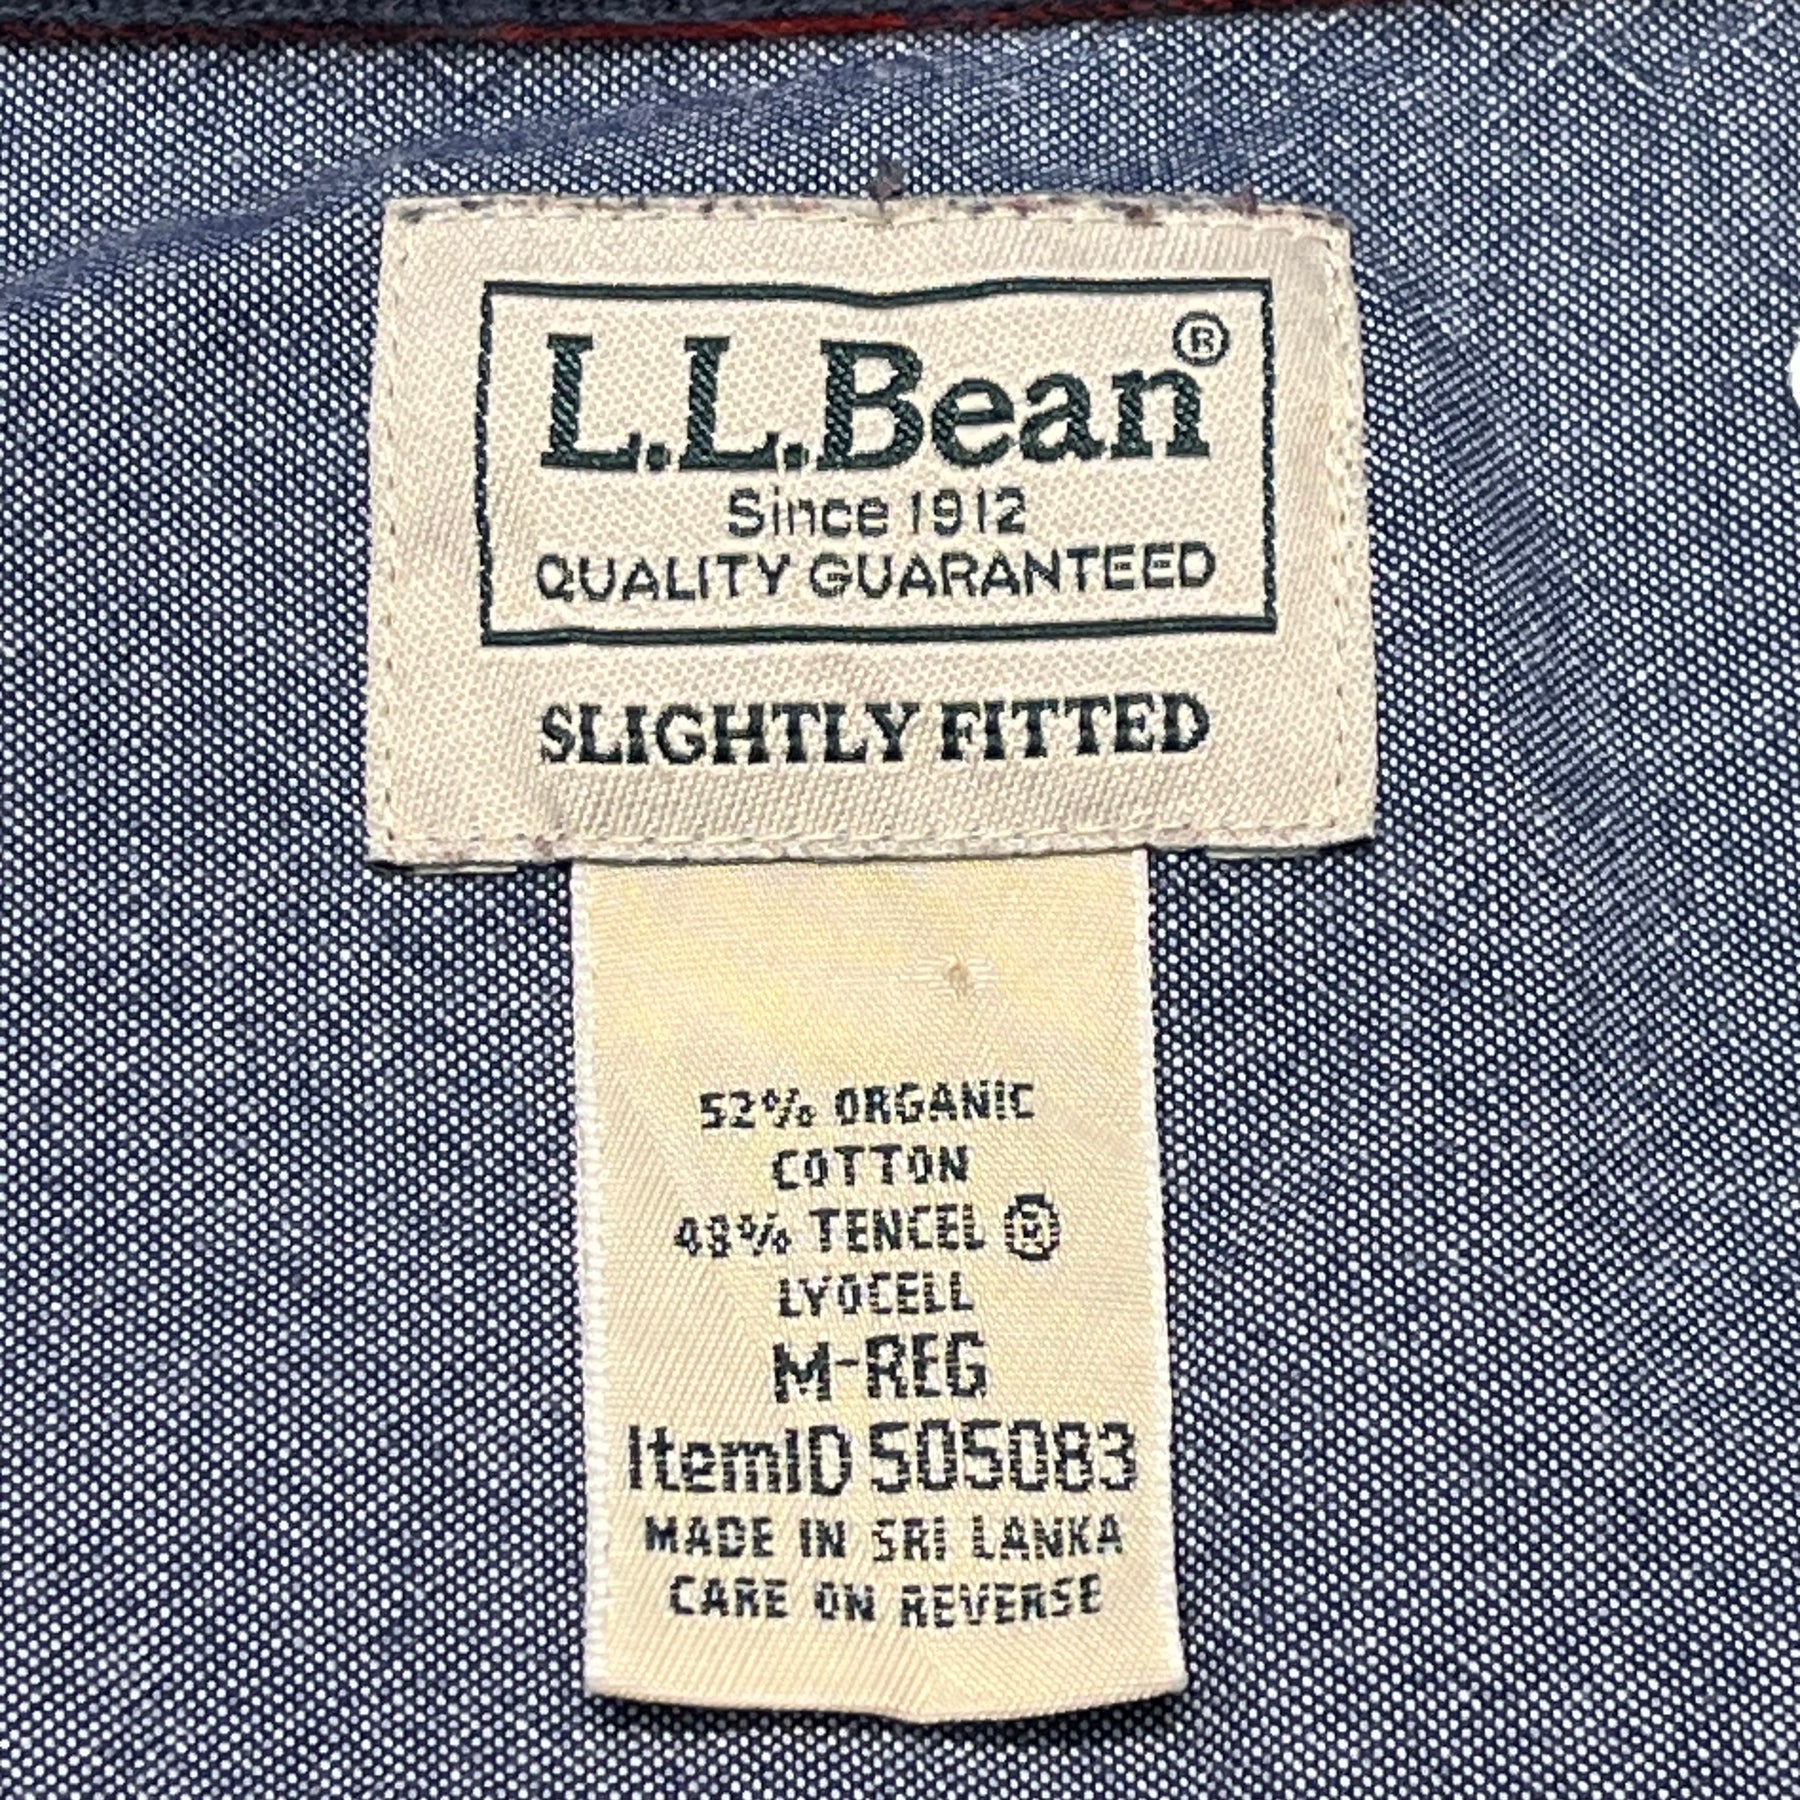 L.L.Bean®
Since 1912
QUALITY GUARANTEED
SLIGHTLY FITTED
52% ORGANIC
COTTON
48% TENCEL ®
LYOCELL
M-REG
ItemID 505083
MADE IN SRI LANKA
CARE ON REVERSE